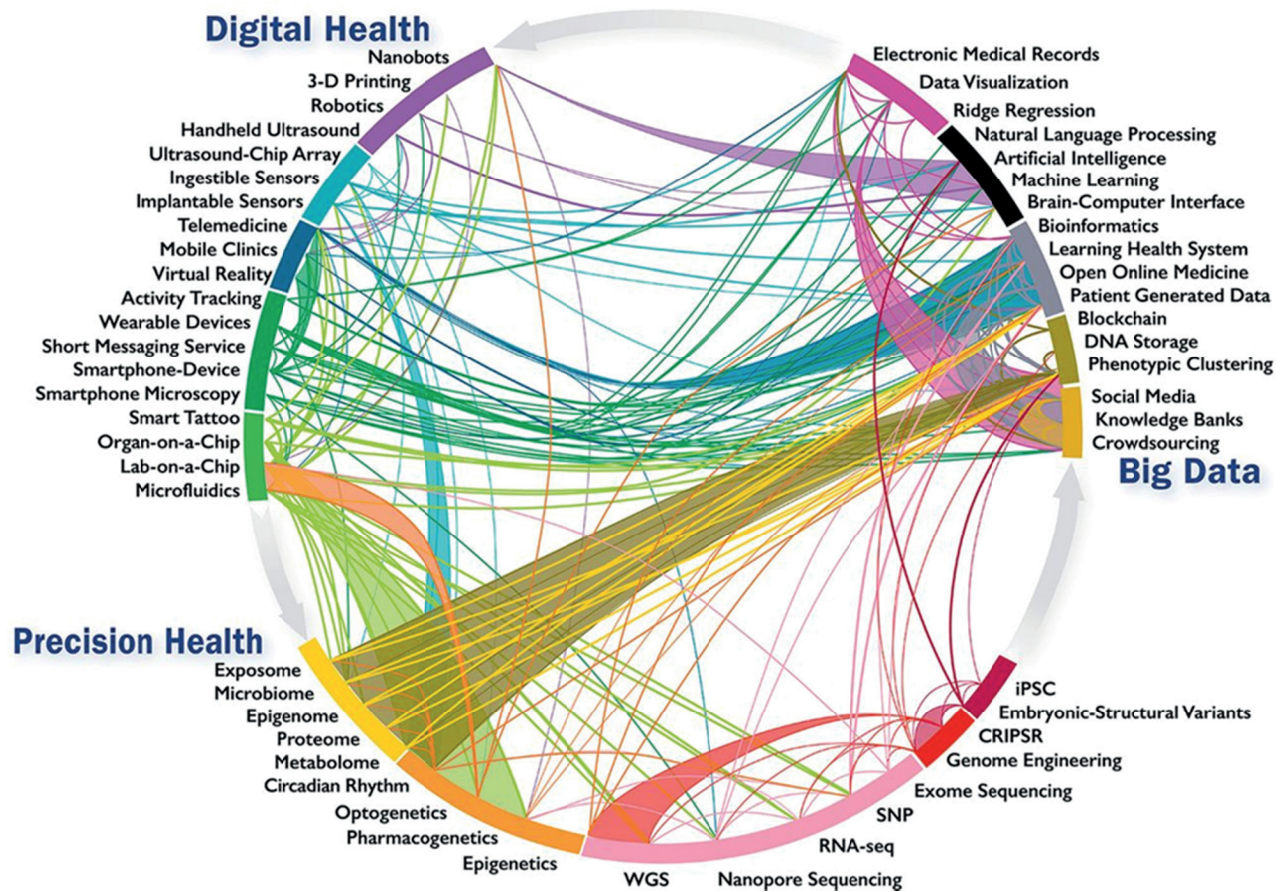 Digital Health
Nanobots
3-D Printing
Robotics
Handheld Ultrasound
Ultrasound-Chip Array
Ingestible Sensors
Implantable Sensors
Telemedicine
Mobile Clinics
Virtual Reality
Activity Tracking
Wearable Devices
Short Messaging Service
Smartphone-Device
Smartphone Microscopy
Smart Tattoo
Organ-on-a-Chip
Lab-on-a-Chip
Microfluidics
Electronic Medical Records
Data Visualization
Ridge Regression
Natural Language Processing
Artificial Intelligence
Machine Learning
Brain-Computer Interface
Bioinformatics
Learning Health System
Open Online Medicine
Patient Generated Data
Blockchain
DNA Storage
Phenotypic Clustering
Social Media
Knowledge Banks
Crowdsourcing
Big Data
Precision Health
Exposome
Microbiome
Epigenome
Proteome
Metabolome
Circadian Rhythm
Optogenetics
Pharmacogenetics
Epigenetics
WGS
Nanopore Sequencing
RNA-seq
SNP
Exome Sequencing
Genome Engineering
CRIPSR
Embryonic-Structural Variants
iPSC